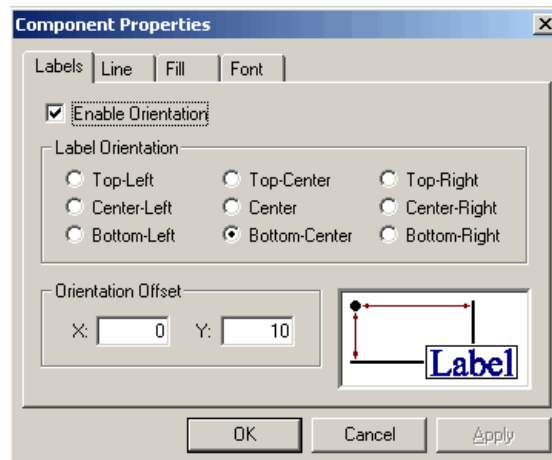 Component Properties
Labels Line Fill Font
Enable Orientation
Label Orientation
Top-Left Top-Center Top-Right
Center-Left Center Center-Right
Bottom-Left Bottom-Center Bottom-Right
Orientation Offset
X: 0 Y: 10
Label
OK Cancel Apply